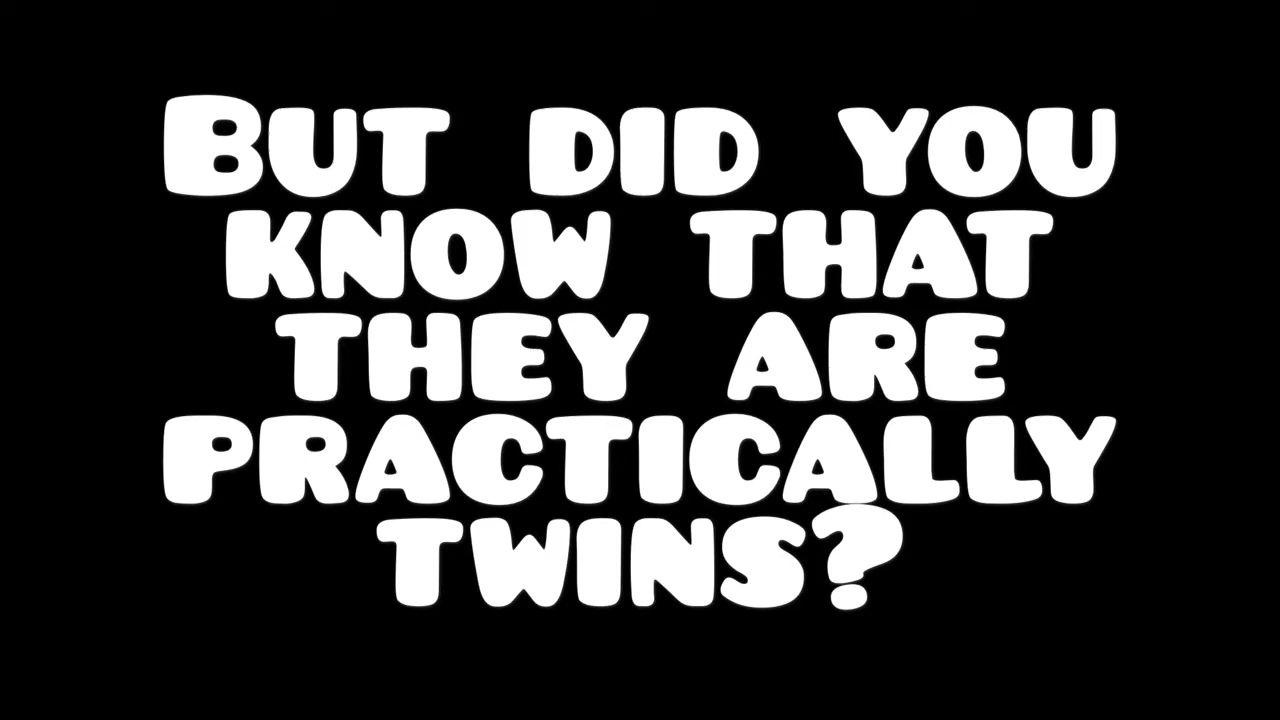 But did you
know that
they are
practically
twins?